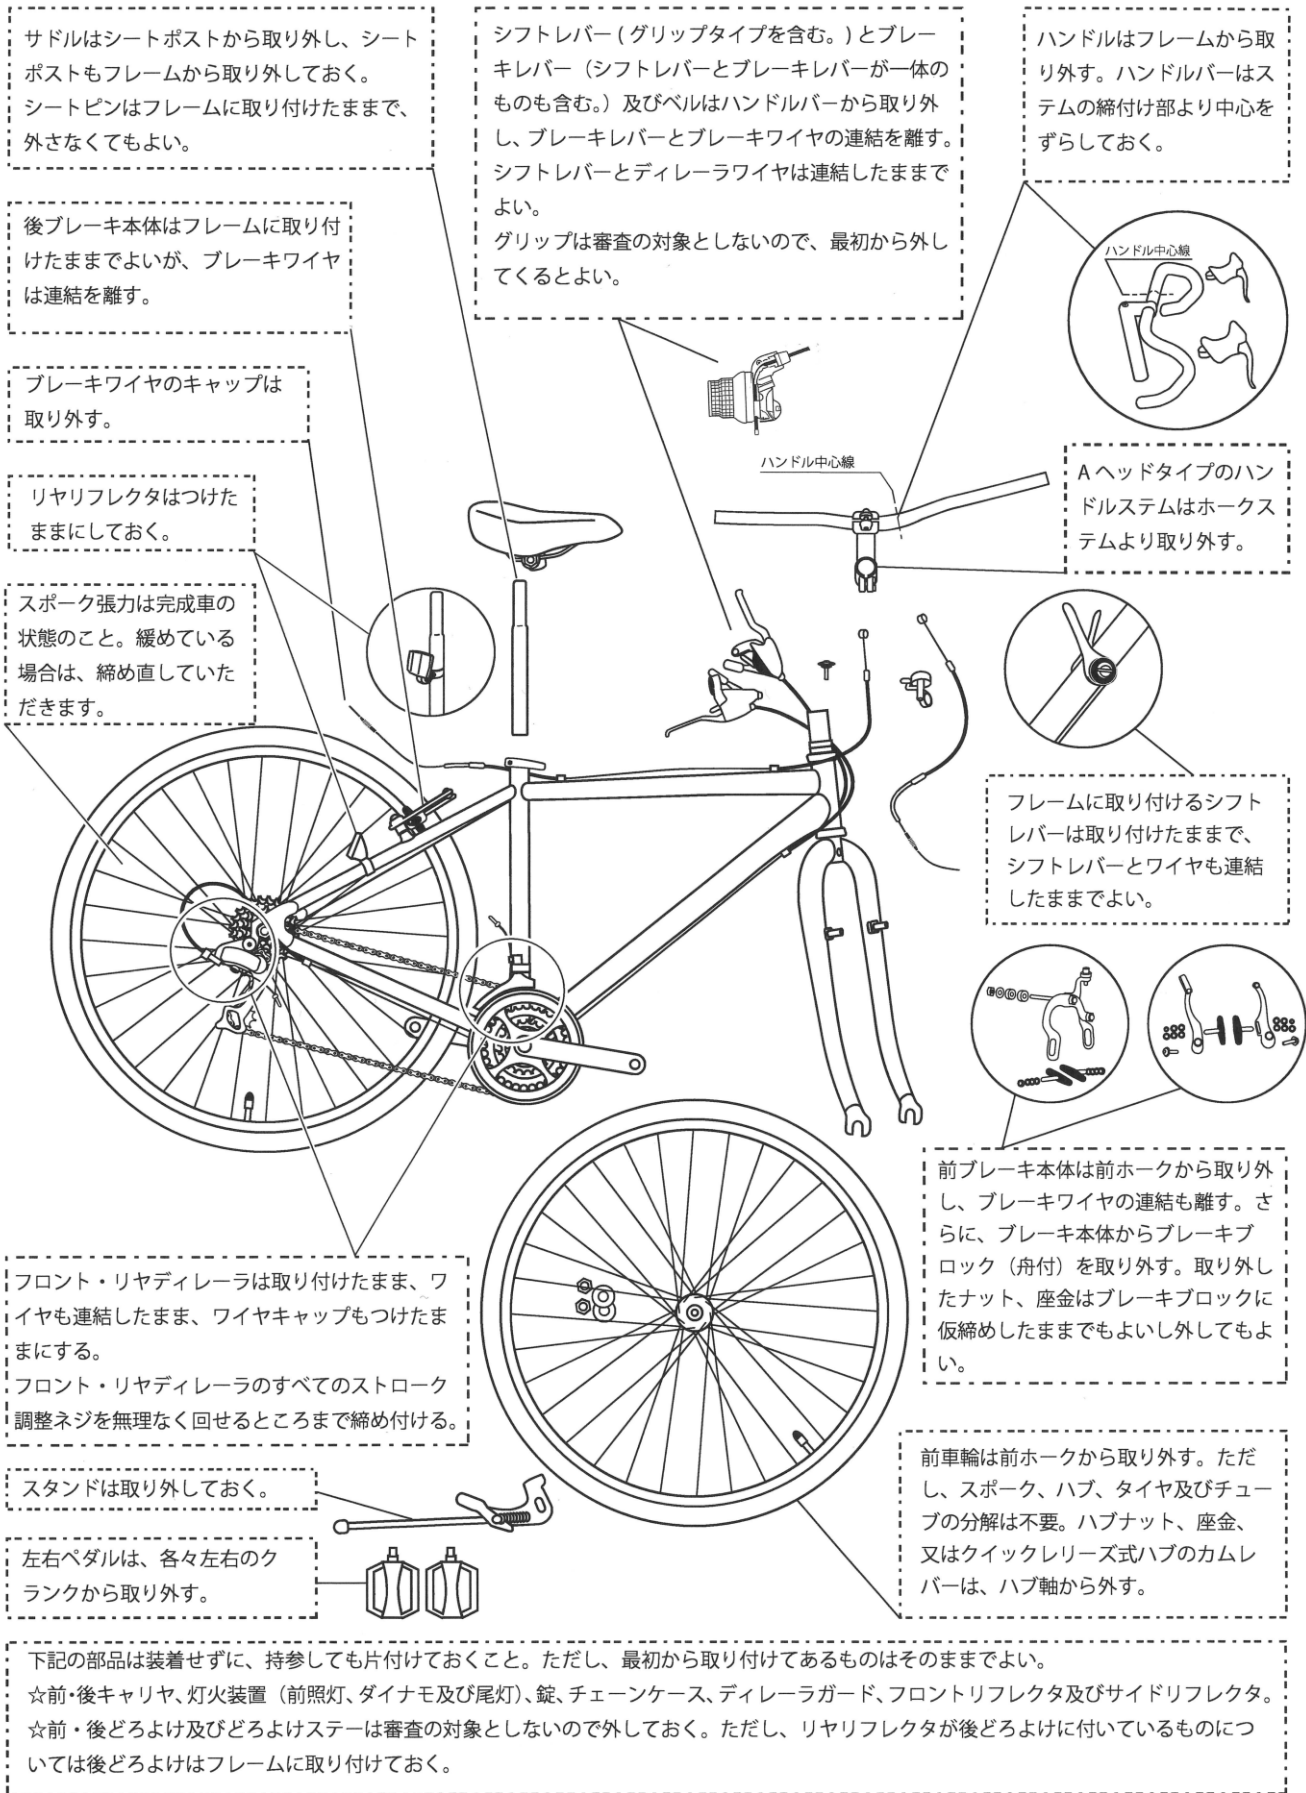 サドルはシートポストから取り外し、シート
ポストもフレームから取り外しておく。
シートピンはフレームに取り付けたままで、
外さなくてもよい。
シフトレバー ( グリップタイプを含む。) とブレー
キレバー（シフトレバーとブレーキレバーが一体の
ものも含む。）及びベルはハンドルバーから取り外
し、ブレーキレバーとブレーキワイヤの連結を離す。
シフトレバーとディレーラワイヤは連結したままで
よい。
グリップは審査の対象としないので、最初から外し
てくるとよい。
ハンドルはフレームから取
り外す。ハンドルバーはス
テムの締付け部より中心を
ずらしておく。
後ブレーキ本体はフレームに取り付
けたままでよいが、ブレーキワイヤ
は連結を離す。
ハンドル中心線
ブレーキワイヤのキャップは
取り外す。
ハンドル中心線
A ヘッドタイプのハン
ドルステムはホークス
テムより取り外す。
リヤリフレクタはつけた
ままにしておく。
スポーク張力は完成車の
状態のこと。緩めている
場合は、締め直していた
だきます。
フレームに取り付けるシフト
レバーは取り付けたままで、
シフトレバーとワイヤも連結
したままでよい。
前ブレーキ本体は前ホークから取り外
し、ブレーキワイヤの連結も離す。さ
らに、ブレーキ本体からブレーキブ
ロック（舟付）を取り外す。取り外し
たナット、座金はブレーキブロックに
仮締めしたままでもよいし外してもよ
い。
フロント・リヤディレーラは取り付けたまま、ワ
イヤも連結したまま、ワイヤキャップもつけたま
まにする。
フロント・リヤディレーラのすべてのストローク
調整ネジを無理なく回せるところまで締め付ける。
前車輪は前ホークから取り外す。ただ
し、スポーク、ハブ、タイヤ及びチュー
ブの分解は不要。ハブナット、座金、
又はクイックレリーズ式ハブのカムレ
バーは、ハブ軸から外す。
スタンドは取り外しておく。
左右ペダルは、各々左右のク
ランクから取り外す。
下記の部品は装着せずに、持参しても片付けておくこと。ただし、最初から取り付けてあるものはそのままでよい。
☆前・後キャリヤ、灯火装置（前照灯、ダイナモ及び尾灯）、錠、チェーンケース、ディレーラガード、フロントリフレクタ及びサイドリフレクタ。
☆前・後どろよけ及びどろよけステーは審査の対象としないので外しておく。ただし、リヤリフレクタが後どろよけに付いているものにつ
いては後どろよけはフレームに取り付けておく。